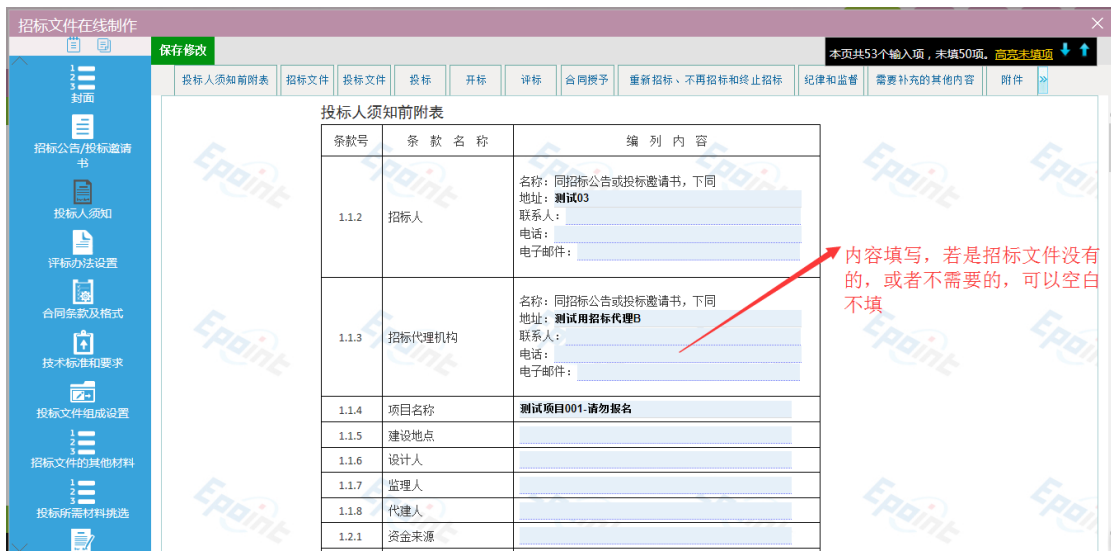 招标文件在线制作
保存修改
本页共53个输入项，未填50项。高亮未填项
投标人须知前附表 招标文件 投标文件 投标 开标 评标 合同授予 重新招标、不再招标和终止招标 纪律和监督 需要补充的其他内容 附件 »
封面
招标公告/投标邀请
书
投标人须知
评标办法设置
合同条款及格式
技术标准和要求
投标文件组成设置
招标文件的其他材料
投标所需材料挑选
投标人须知前附表
条款号 条 款 名 称 编 列 内 容
1.1.2 招标人
名称：同招标公告或投标邀请书，下同
地址：测试03
联系人：
电话：
电子邮件：
1.1.3 招标代理机构
名称：同招标公告或投标邀请书，下同
地址：测试用招标代理B
联系人：
电话：
电子邮件：
1.1.4 项目名称 测试项目001-请勿报名
1.1.5 建设地点
1.1.6 设计人
1.1.7 监理人
1.1.8 代建人
1.2.1 资金来源
内容填写，若是招标文件没有
的，或者不需要的，可以空白
不填
Epoint
Epoint
Epoint
Epoint
Epoint
Epoint